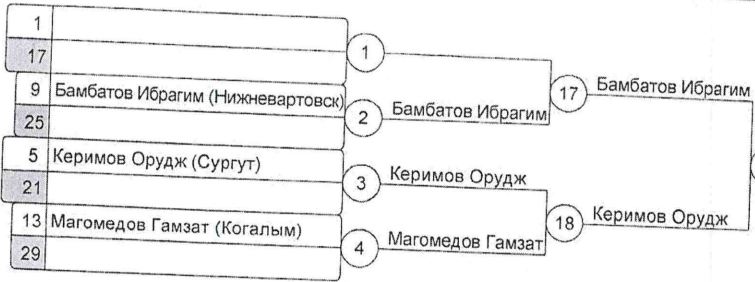 1
17
1
9 Бамбатов Ибрагим (Нижневартовск)
25
2 Бамбатов Ибрагим
17 Бамбатов Ибрагим
5 Керимов Орудж (Сургут)
21
3 Керимов Орудж
13 Магомедов Гамзат (Когалым)
29
4 Магомедов Гамзат
18 Керимов Орудж